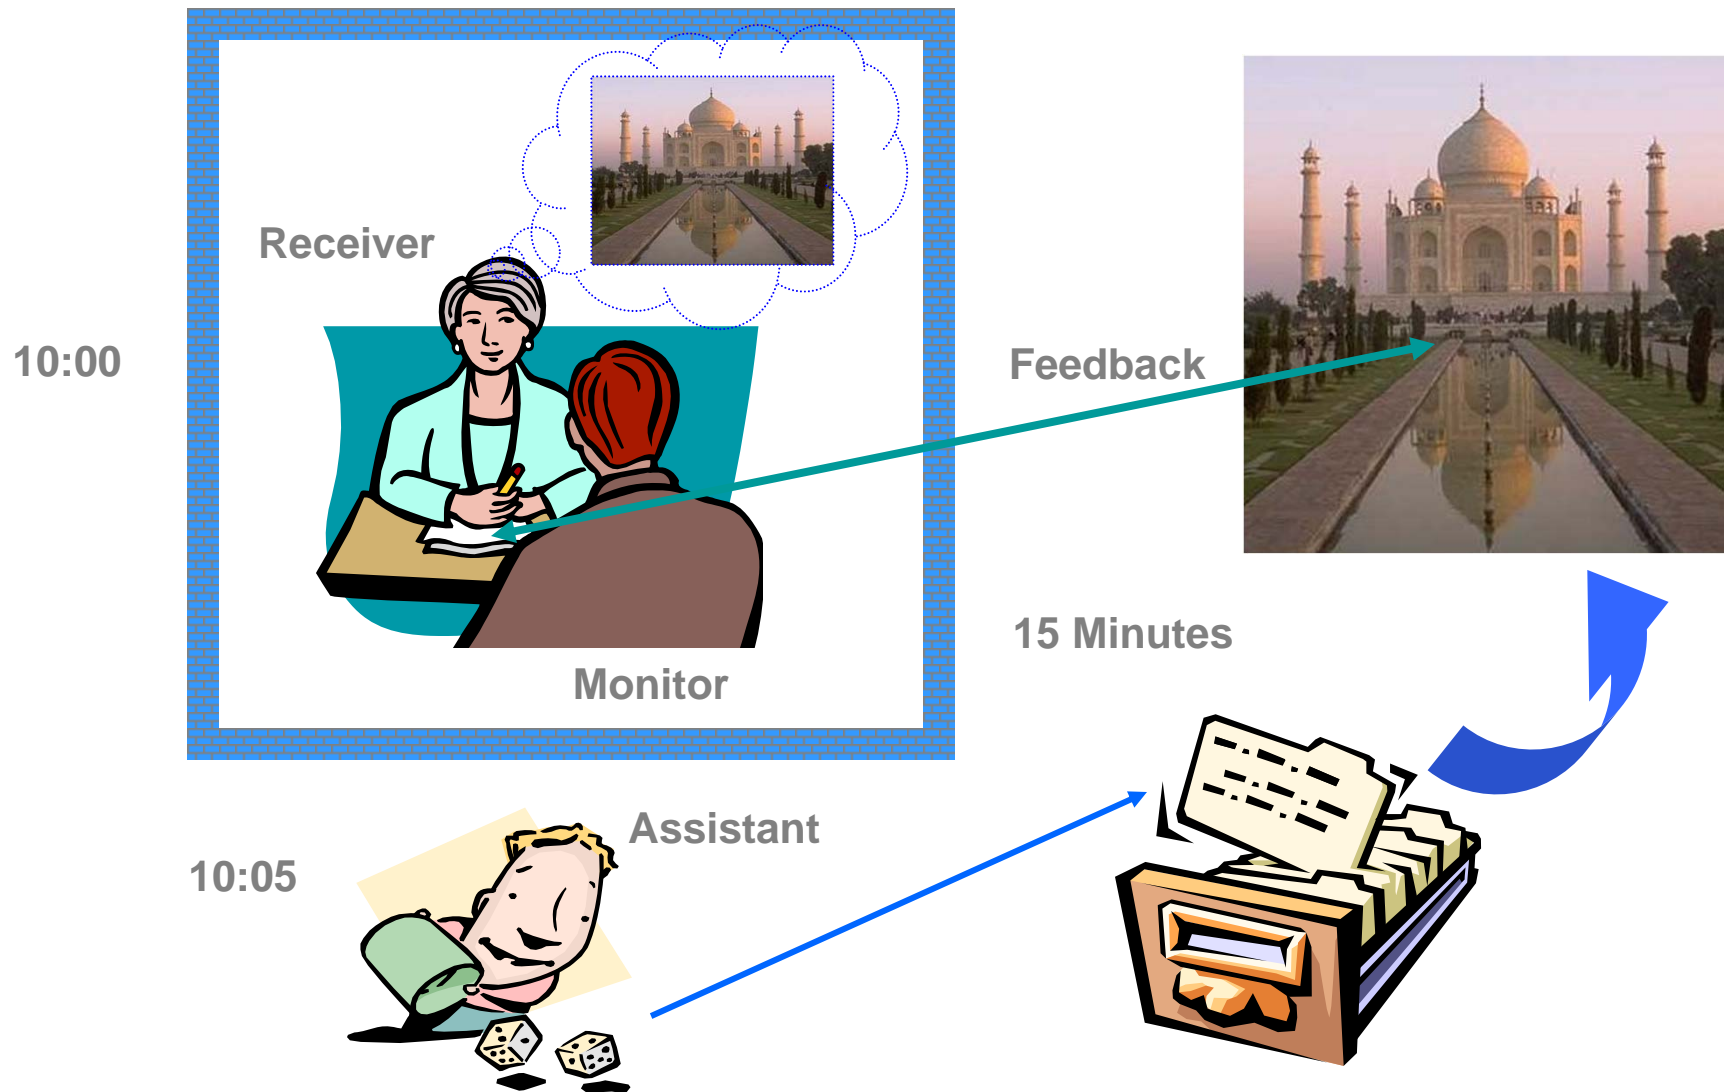 Receiver
10:00
Feedback
15 Minutes
Monitor
Assistant
10:05